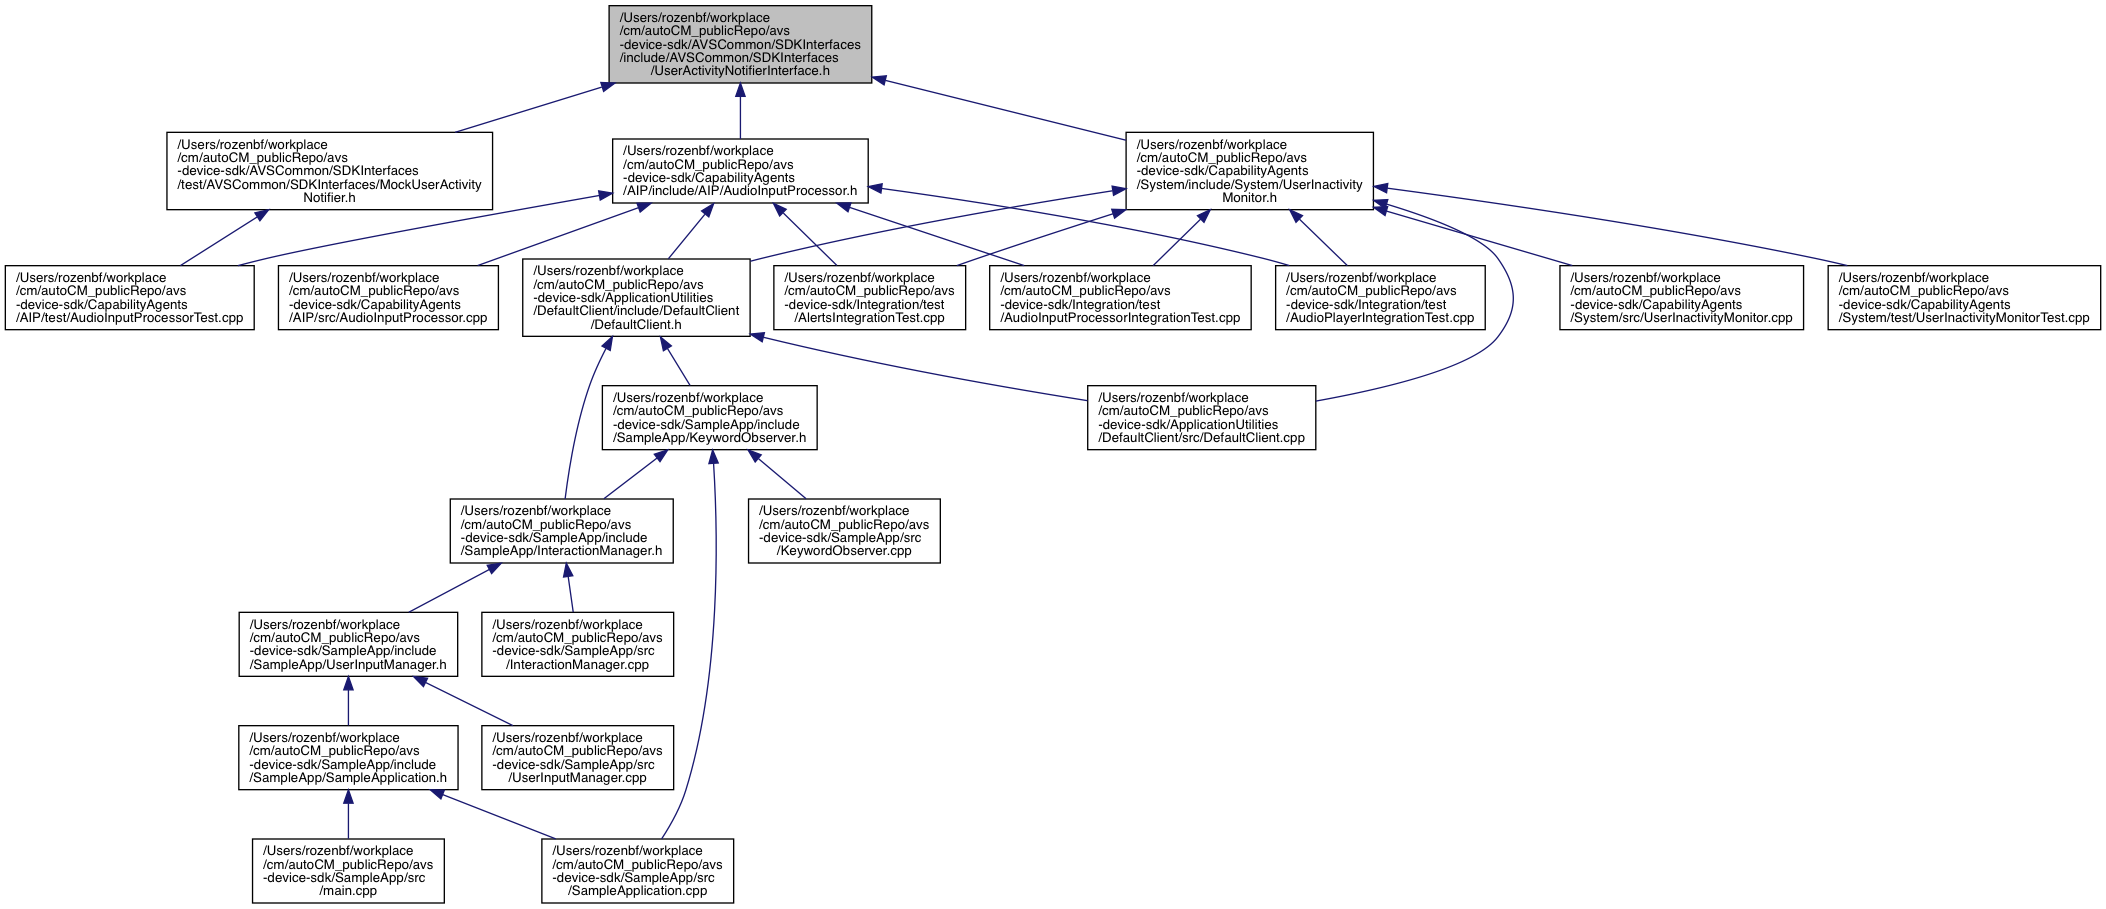 /Users/rozenbf/workplace
/cm/autoCM_publicRepo/avs
-device-sdk/AVSCommon/SDKInterfaces
/include/AVSCommon/SDKInterfaces
/UserActivityNotifierInterface.h
/Users/rozenbf/workplace
/cm/autoCM_publicRepo/avs
-device-sdk/AVSCommon/SDKInterfaces
/test/AVSCommon/SDKInterfaces/MockUserActivity
Notifier.h
/Users/rozenbf/workplace
/cm/autoCM_publicRepo/avs
-device-sdk/CapabilityAgents
/AIP/include/AIP/AudioInputProcessor.h
/Users/rozenbf/workplace
/cm/autoCM_publicRepo/avs
-device-sdk/CapabilityAgents
/System/include/System/UserInactivity
Monitor.h
/Users/rozenbf/workplace
/cm/autoCM_publicRepo/avs
-device-sdk/CapabilityAgents
/AIP/test/AudioInputProcessorTest.cpp
/Users/rozenbf/workplace
/cm/autoCM_publicRepo/avs
-device-sdk/CapabilityAgents
/AIP/src/AudioInputProcessor.cpp
/Users/rozenbf/workplace
/cm/autoCM_publicRepo/avs
-device-sdk/ApplicationUtilities
/DefaultClient/include/DefaultClient
/DefaultClient.h
/Users/rozenbf/workplace
/cm/autoCM_publicRepo/avs
-device-sdk/Integration/test
/AlertsIntegrationTest.cpp
/Users/rozenbf/workplace
/cm/autoCM_publicRepo/avs
-device-sdk/Integration/test
/AudioInputProcessorIntegrationTest.cpp
/Users/rozenbf/workplace
/cm/autoCM_publicRepo/avs
-device-sdk/Integration/test
/AudioPlayerIntegrationTest.cpp
/Users/rozenbf/workplace
/cm/autoCM_publicRepo/avs
-device-sdk/CapabilityAgents
/System/src/UserInactivityMonitor.cpp
/Users/rozenbf/workplace
/cm/autoCM_publicRepo/avs
-device-sdk/CapabilityAgents
/System/test/UserInactivityMonitorTest.cpp
/Users/rozenbf/workplace
/cm/autoCM_publicRepo/avs
-device-sdk/SampleApp/include
/SampleApp/KeywordObserver.h
/Users/rozenbf/workplace
/cm/autoCM_publicRepo/avs
-device-sdk/ApplicationUtilities
/DefaultClient/src/DefaultClient.cpp
/Users/rozenbf/workplace
/cm/autoCM_publicRepo/avs
-device-sdk/SampleApp/include
/SampleApp/InteractionManager.h
/Users/rozenbf/workplace
/cm/autoCM_publicRepo/avs
-device-sdk/SampleApp/src
/KeywordObserver.cpp
/Users/rozenbf/workplace
/cm/autoCM_publicRepo/avs
-device-sdk/SampleApp/include
/SampleApp/UserInputManager.h
/Users/rozenbf/workplace
/cm/autoCM_publicRepo/avs
-device-sdk/SampleApp/src
/InteractionManager.cpp
/Users/rozenbf/workplace
/cm/autoCM_publicRepo/avs
-device-sdk/SampleApp/include
/SampleApp/SampleApplication.h
/Users/rozenbf/workplace
/cm/autoCM_publicRepo/avs
-device-sdk/SampleApp/src
/UserInputManager.cpp
/Users/rozenbf/workplace
/cm/autoCM_publicRepo/avs
-device-sdk/SampleApp/src
/main.cpp
/Users/rozenbf/workplace
/cm/autoCM_publicRepo/avs
-device-sdk/SampleApp/src
/SampleApplication.cpp